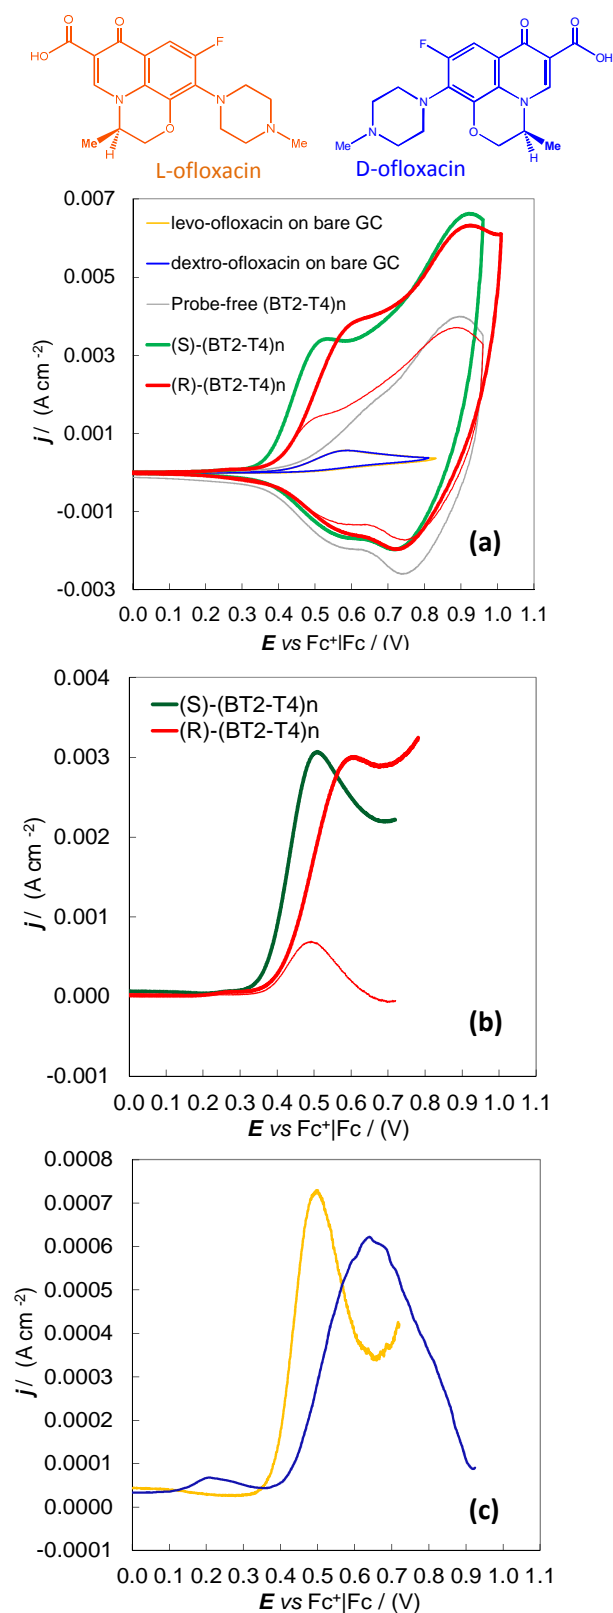 O O F F O O
OH HO
N N N N N N
O O
Me H Me Me H Me
L-ofloxacin D-ofloxacin
0.007
levo-ofloxacin on bare GC
dextro-ofloxacin on bare GC
0.005
Probe-free (BT2-T4)n
(S)-(BT2-T4)n
0.003
(R)-(BT2-T4)n
j / (A cm⁻²)
0.001
-0.001
(a)
-0.003
0.0 0.1 0.2 0.3 0.4 0.5 0.6 0.7 0.8 0.9 1.0 1.1
E vs Fc⁺|Fc / (V)
0.004
(S)-(BT2-T4)n
(R)-(BT2-T4)n
0.003
0.002
j / (A cm⁻²)
0.001
0.000
(b)
-0.001
0.0 0.1 0.2 0.3 0.4 0.5 0.6 0.7 0.8 0.9 1.0 1.1
E vs Fc⁺|Fc / (V)
0.0008
0.0007
0.0006
0.0005
0.0004
j / (A cm⁻²)
0.0003
0.0002
0.0001
0.0000
(c)
-0.0001
0.0 0.1 0.2 0.3 0.4 0.5 0.6 0.7 0.8 0.9 1.0 1.1
E vs Fc⁺|Fc / (V)